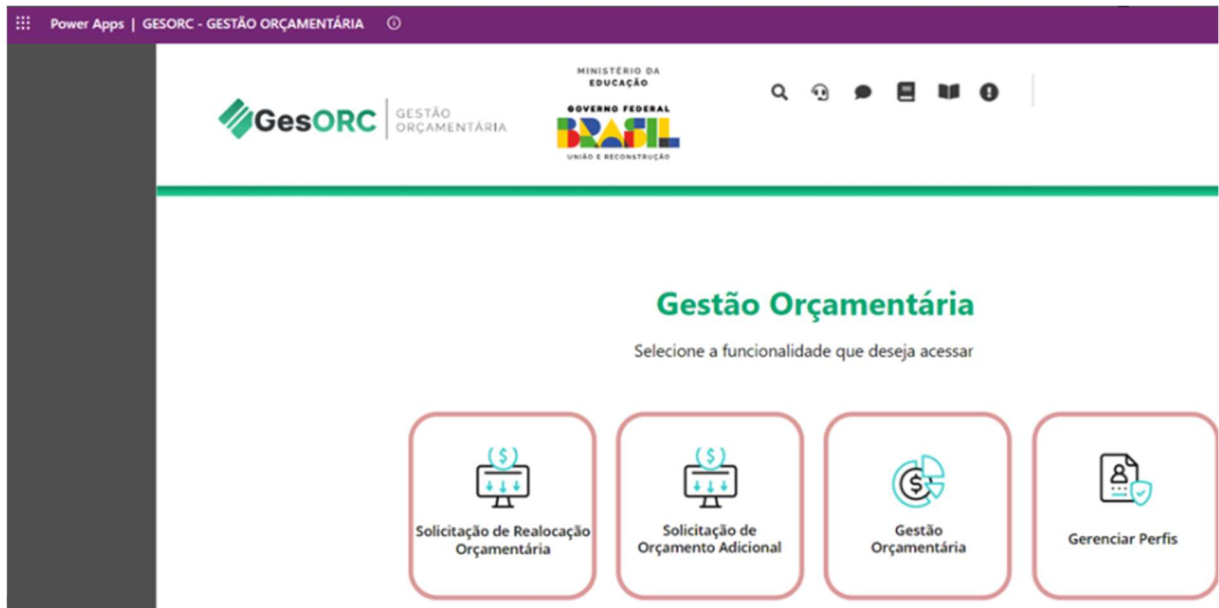 Power Apps | GESORC - GESTÃO ORÇAMENTÁRIA
GesORC
GESTÃO
ORÇAMENTÁRIA
MINISTÉRIO DA
EDUCAÇÃO
GOVERNO FEDERAL
BRASIL
UNIÃO E RECONSTRUÇÃO
Gestão Orçamentária
Selecione a funcionalidade que deseja acessar
Solicitação de Realocação
Orçamentária
Solicitação de
Orçamento Adicional
Gestão
Orçamentária
Gerenciar Perfis